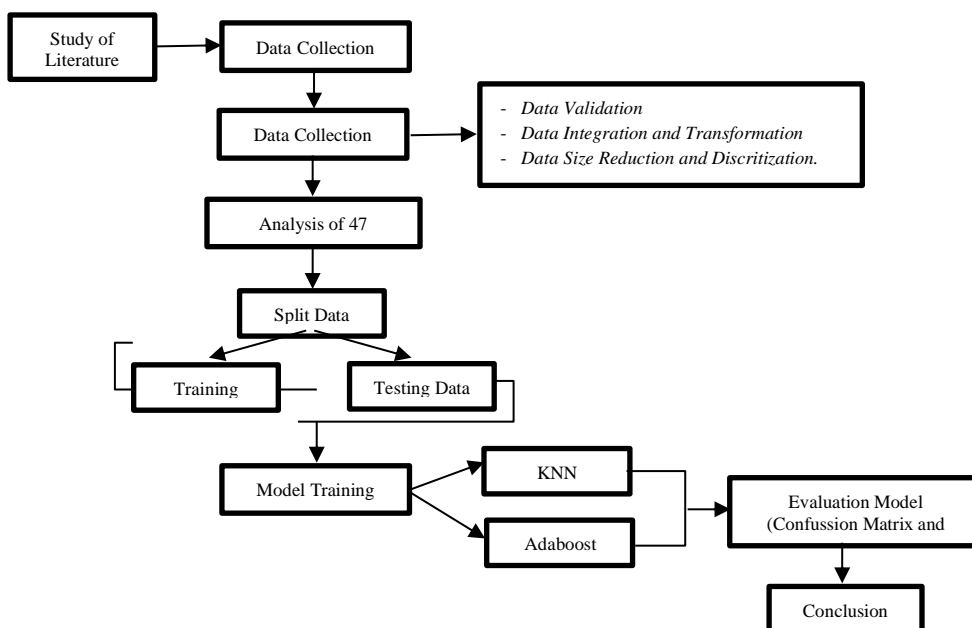 Study of
Literature
Data Collection
Data Collection
- Data Validation
- Data Integration and Transformation
- Data Size Reduction and Discritization.
Analysis of 47
Split Data
Training
Testing Data
Model Training
KNN
Adaboost
Evaluation Model
(Confussion Matrix and
Conclusion